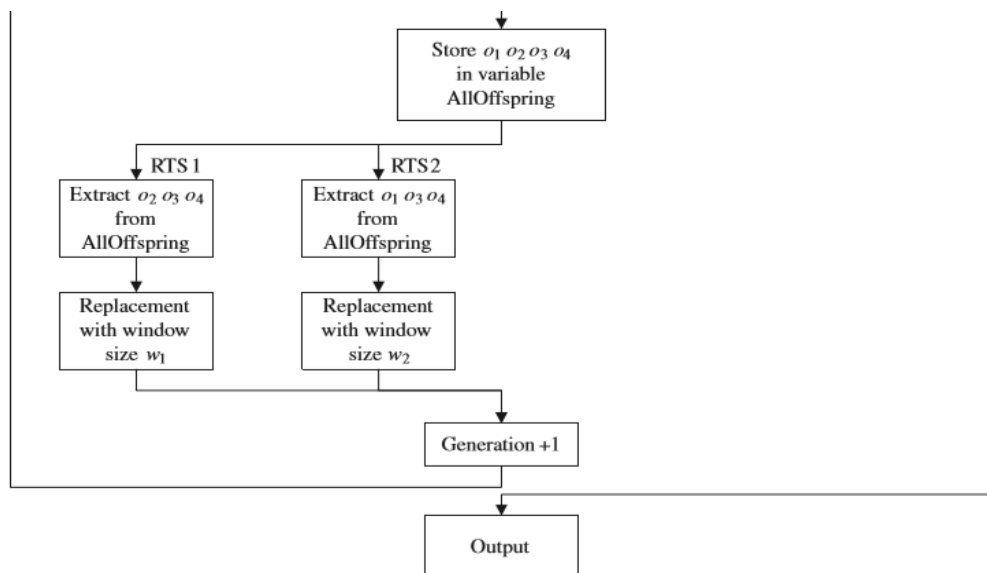 Store o₁ o₂ o₃ o₄
in variable
AllOffspring
RTS 1
RTS 2
Extract o₂ o₃ o₄
from
AllOffspring
Extract o₁ o₃ o₄
from
AllOffspring
Replacement
with window
size w₁
Replacement
with window
size w₂
Generation +1
Output